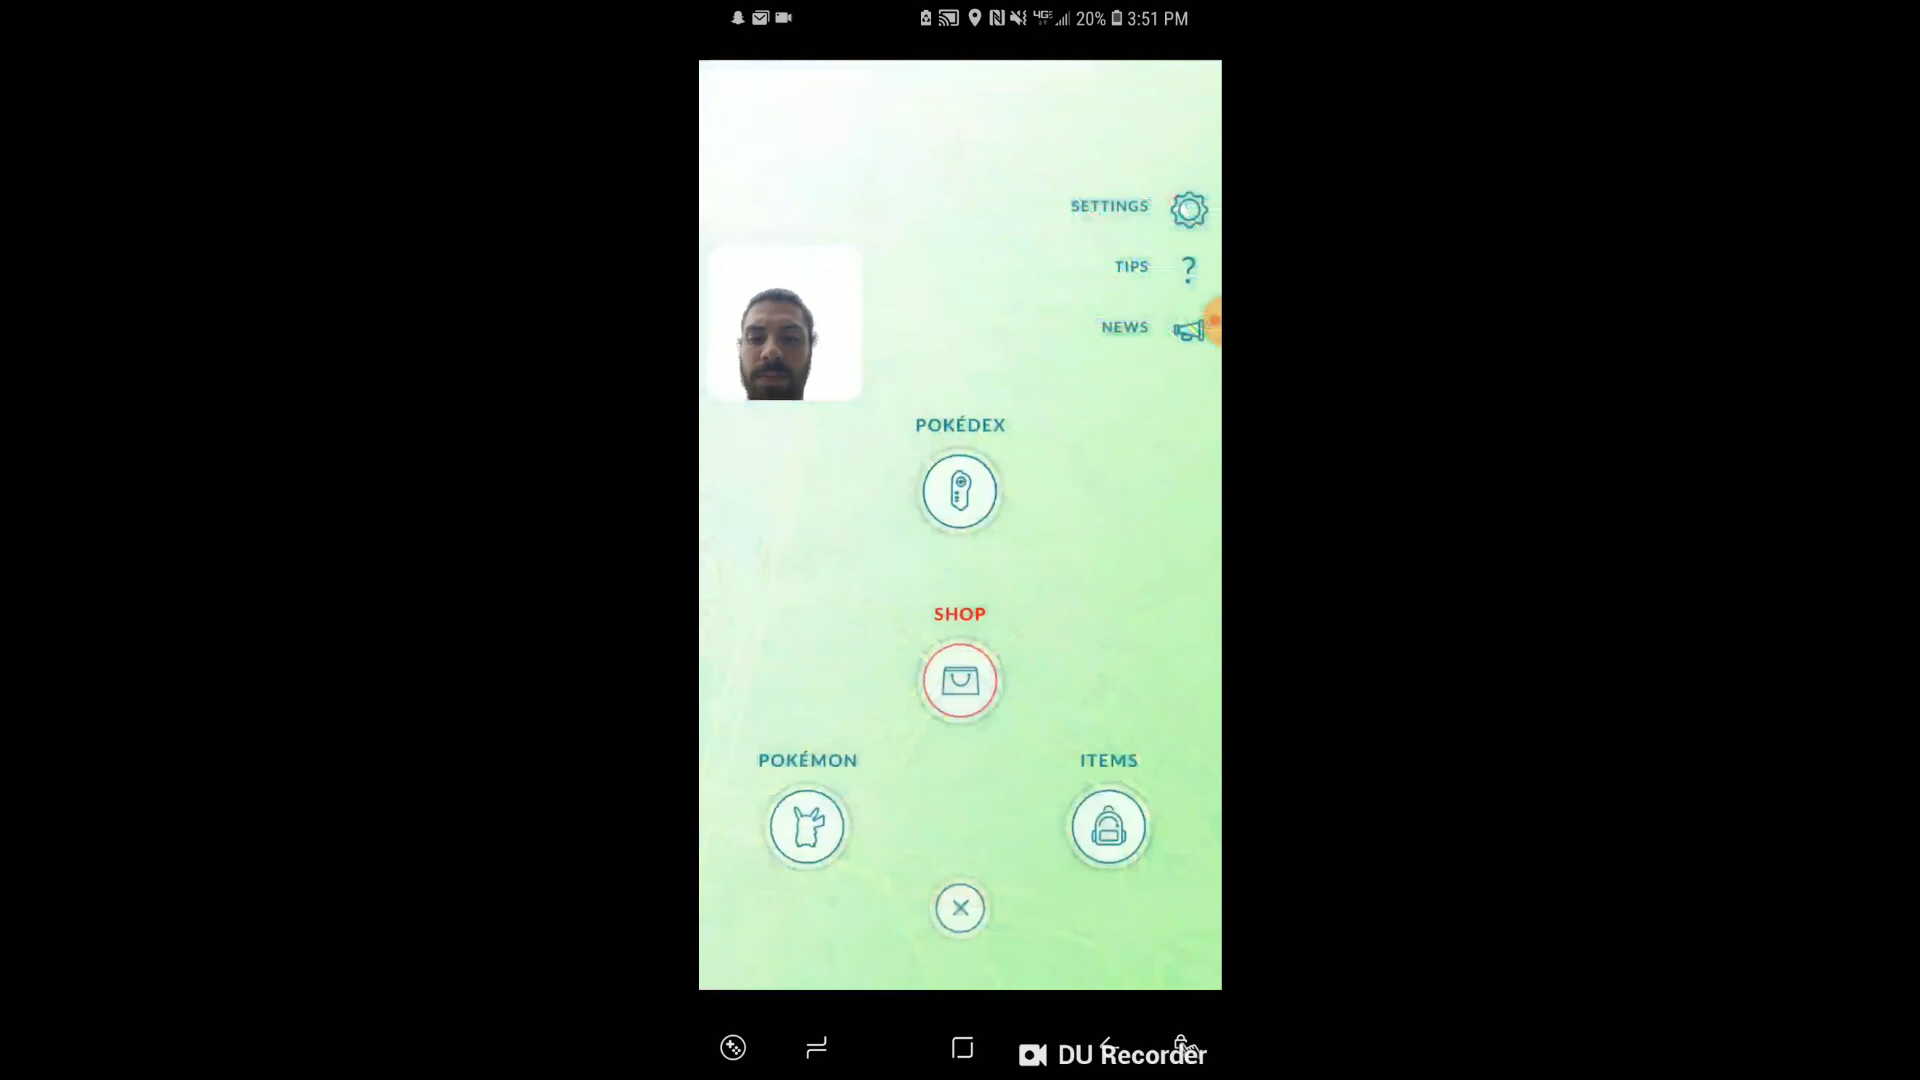 20% 3:51 PM
SETTINGS
TIPS ?
NEWS
POKÉDEX
SHOP
POKÉMON
ITEMS
DU Recorder